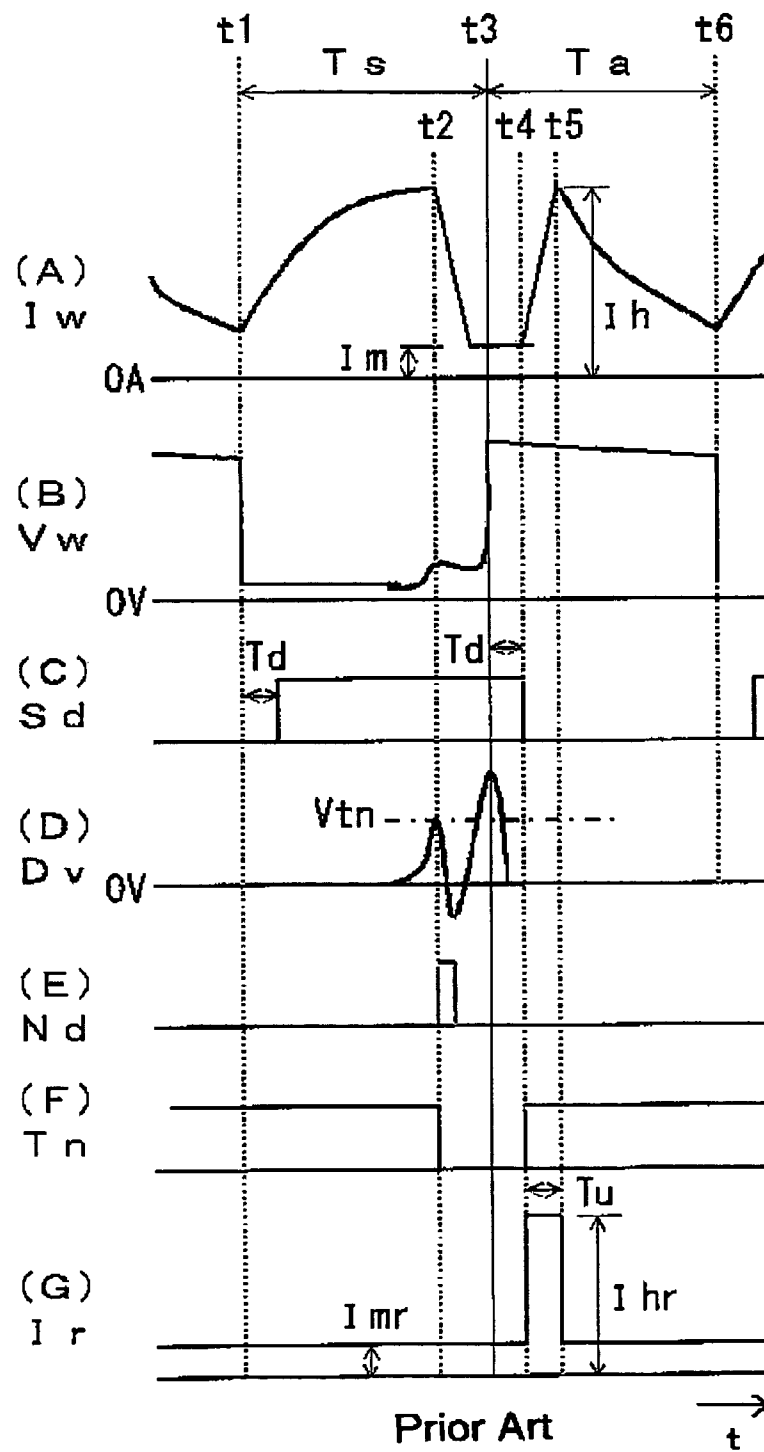 t1 t3 t6
Ts Ta
t2 t4 t5
(A)
Iw
Ih
Im
0A
(B)
Vw
0V
(C)
Sd
Td Td
(D)
Dv
Vtn
0V
(E)
Nd
(F)
Tn
Tu
(G)
Ir
Imr
Ihr
Prior Art
t